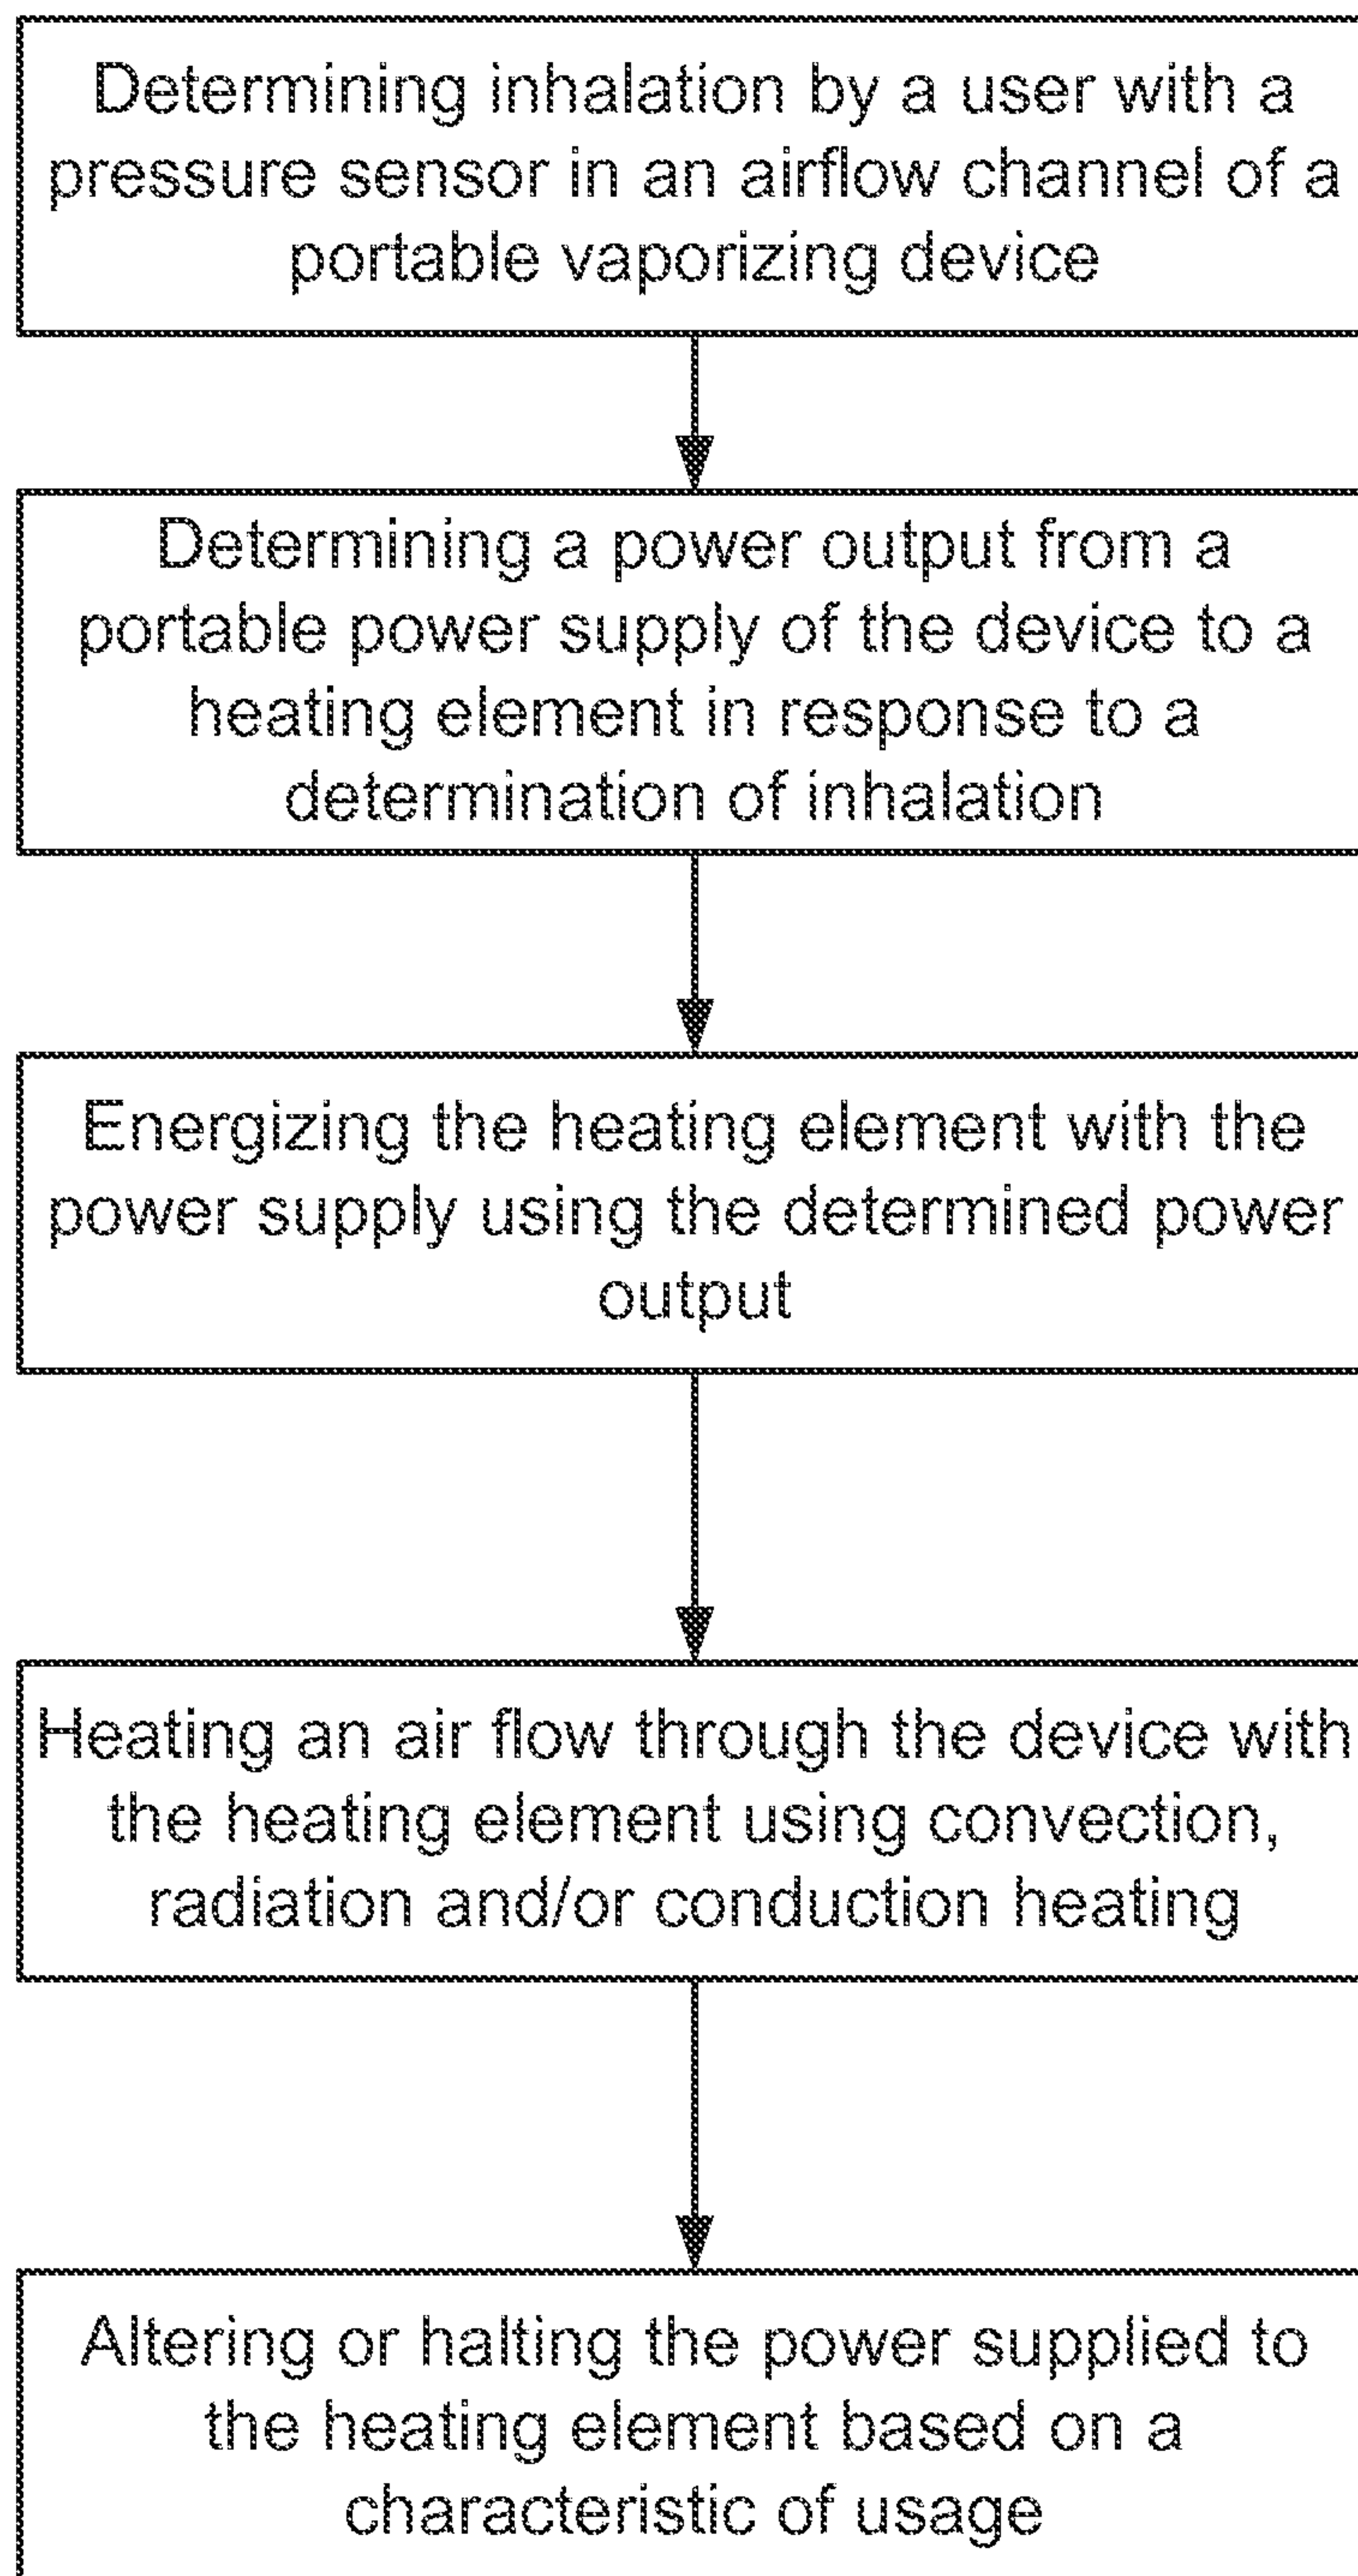 Determining inhalation by a user with a
pressure sensor in an airflow channel of a
portable vaporizing device
Determining a power output from a
portable power supply of the device to a
heating element in response to a
determination of inhalation
Energizing the heating element with the
power supply using the determined power
output
Heating an air flow through the device with
the heating element using convection,
radiation and/or conduction heating
Altering or halting the power supplied to
the heating element based on a
characteristic of usage